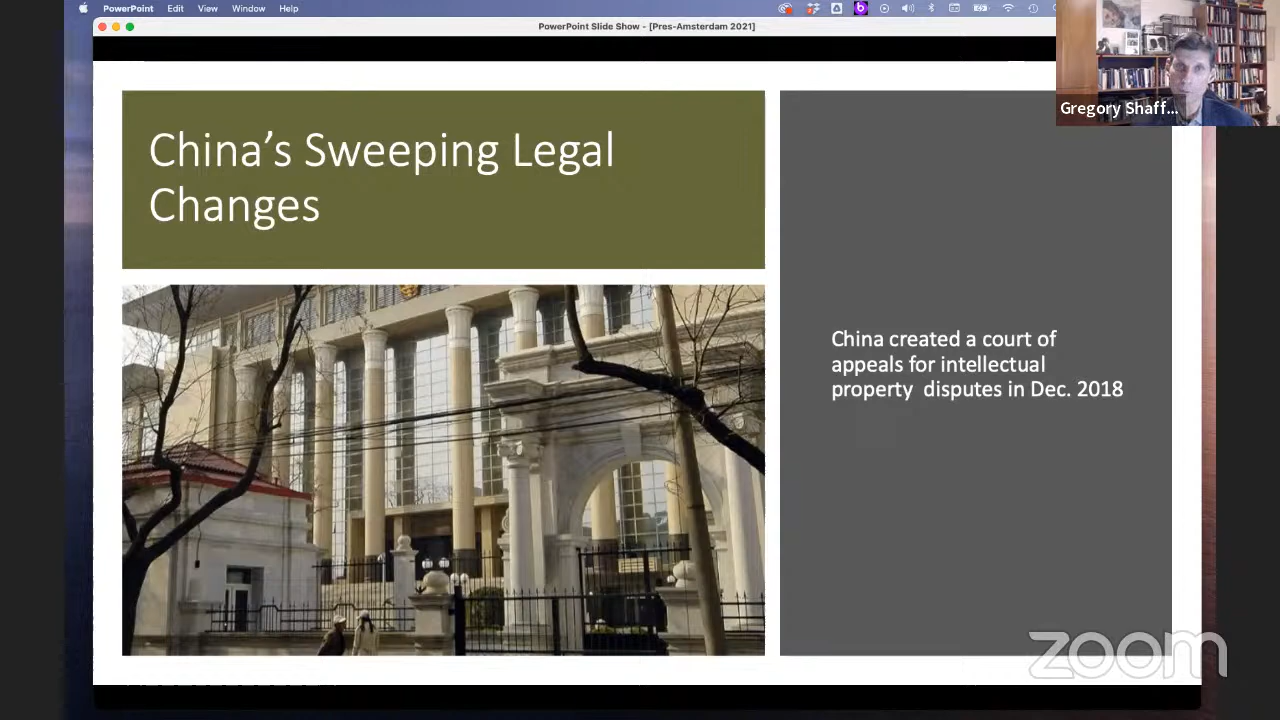 PowerPoint Edit View Window Help
PowerPoint Slide Show - [Pres-Amsterdam 2021]
Gregory Shaff...
China's Sweeping Legal
Changes
China created a court of
appeals for intellectual
property disputes in Dec. 2018
zoom